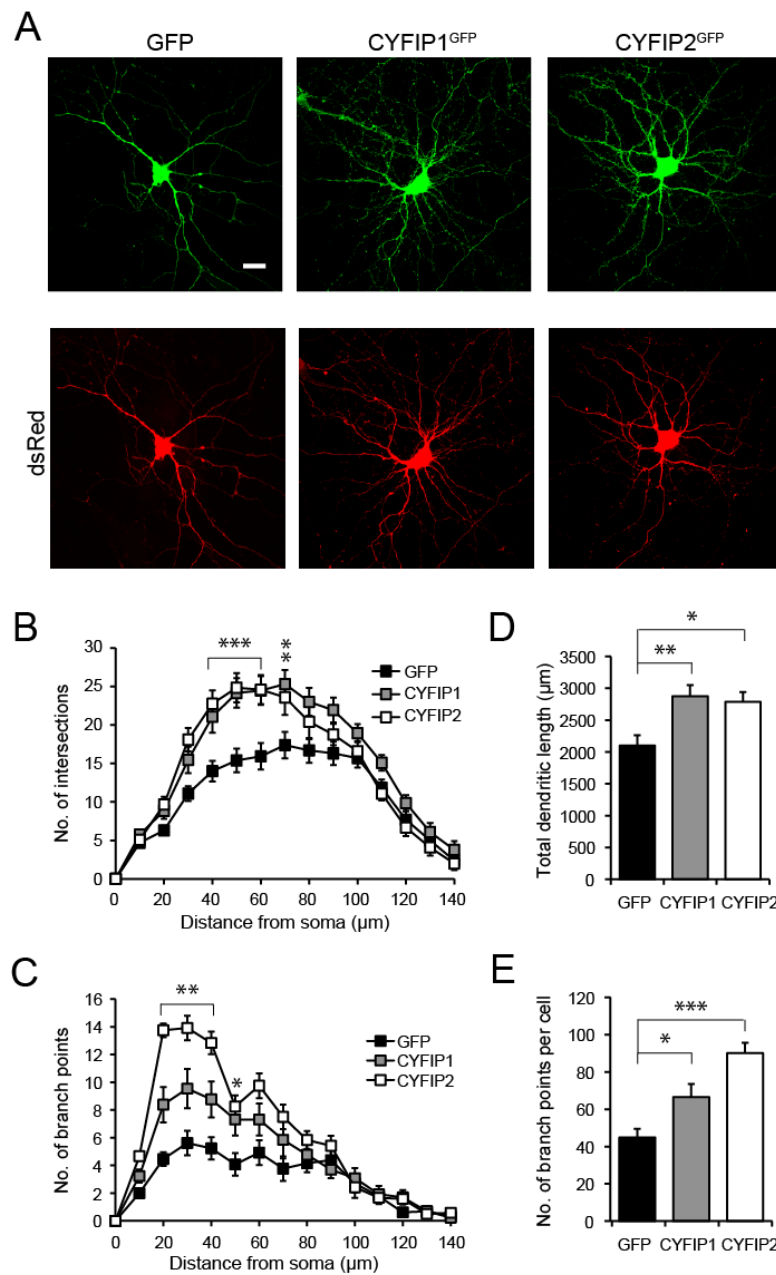 A
GFP CYFIP1GFP CYFIP2GFP
dsRed
B
***
**
No. of intersections
30
25
20
15
10
5
0
GFP
CYFIP1
CYFIP2
0 20 40 60 80 100 120 140
Distance from soma (µm)
C
**
*
No. of branch points
16
14
12
10
8
6
4
2
0
GFP
CYFIP1
CYFIP2
0 20 40 60 80 100 120 140
Distance from soma (µm)
D
*
**
Total dendritic length (µm)
3500
3000
2500
2000
1500
1000
500
0
GFP CYFIP1 CYFIP2
E
***
*
No. of branch points per cell
120
100
80
60
40
20
0
GFP CYFIP1 CYFIP2